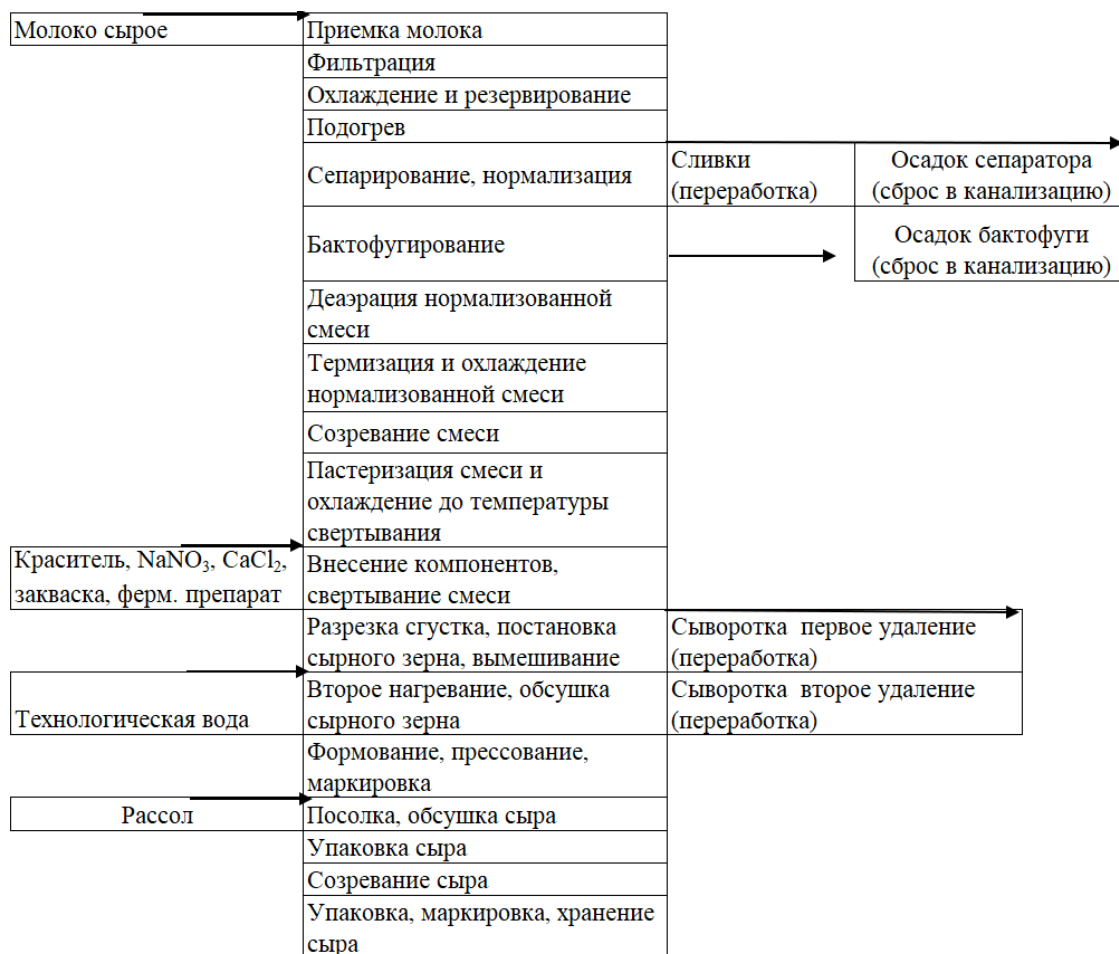 Молоко сырое
Приемка молока
Фильтрация
Охлаждение и резервирование
Подогрев
Сепарирование, нормализация
Сливки
(переработка)
Осадок сепаратора
(сброс в канализацию)
Бактофугирование
Осадок бактофуги
(сброс в канализацию)
Деаэрация нормализованной
смеси
Термизация и охлаждение
нормализованной смеси
Созревание смеси
Пастеризация смеси и
охлаждение до температуры
свертывания
Краситель, NaNO₃, CaCl₂,
закваска, ферм. препарат
Внесение компонентов,
свертывание смеси
Разрезка сгустка, постановка
сырного зерна, вымешивание
Сыворотка первое удаление
(переработка)
Технологическая вода
Второе нагревание, обсушка
сырного зерна
Сыворотка второе удаление
(переработка)
Формование, прессование,
маркировка
Рассол
Посолка, обсушка сыра
Упаковка сыра
Созревание сыра
Упаковка, маркировка, хранение
сыра